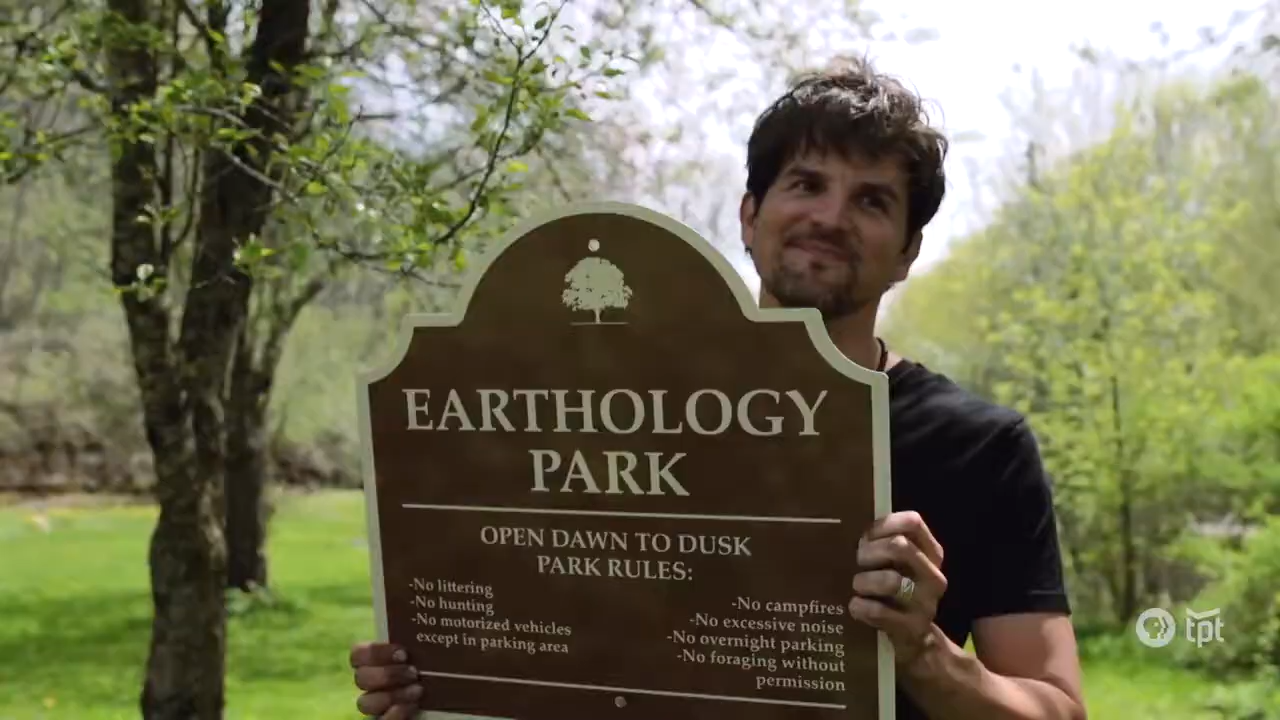 EARTHOLOGY
PARK
OPEN DAWN TO DUSK
PARK RULES:
-No littering
-No hunting
-No motorized vehicles
except in parking area
-No campfires
-No excessive noise
-No overnight parking
-No foraging without
permission
tpt